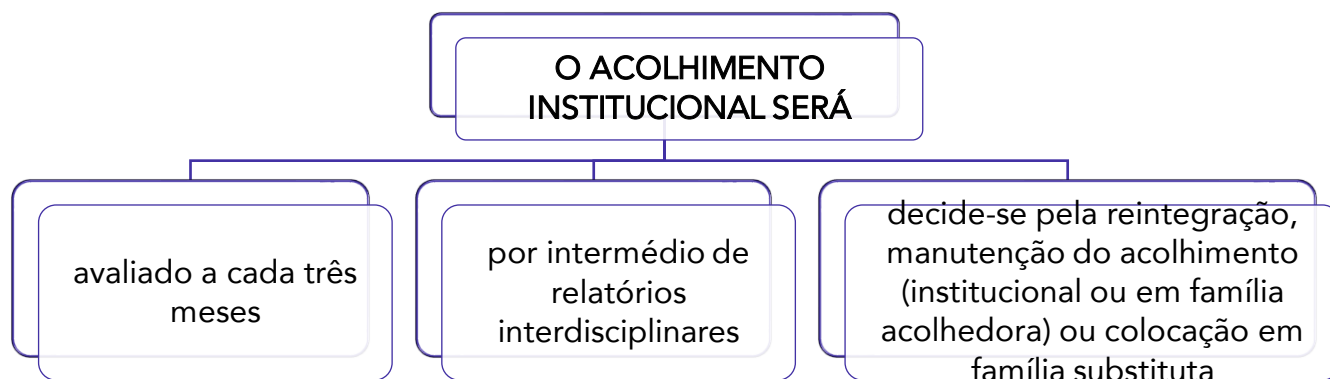 O ACOLHIMENTO
INSTITUCIONAL SERÁ
avaliado a cada três
meses
por intermédio de
relatórios
interdisciplinares
decide-se pela reintegração,
manutenção do acolhimento
(institucional ou em família
acolhedora) ou colocação em
família substituta